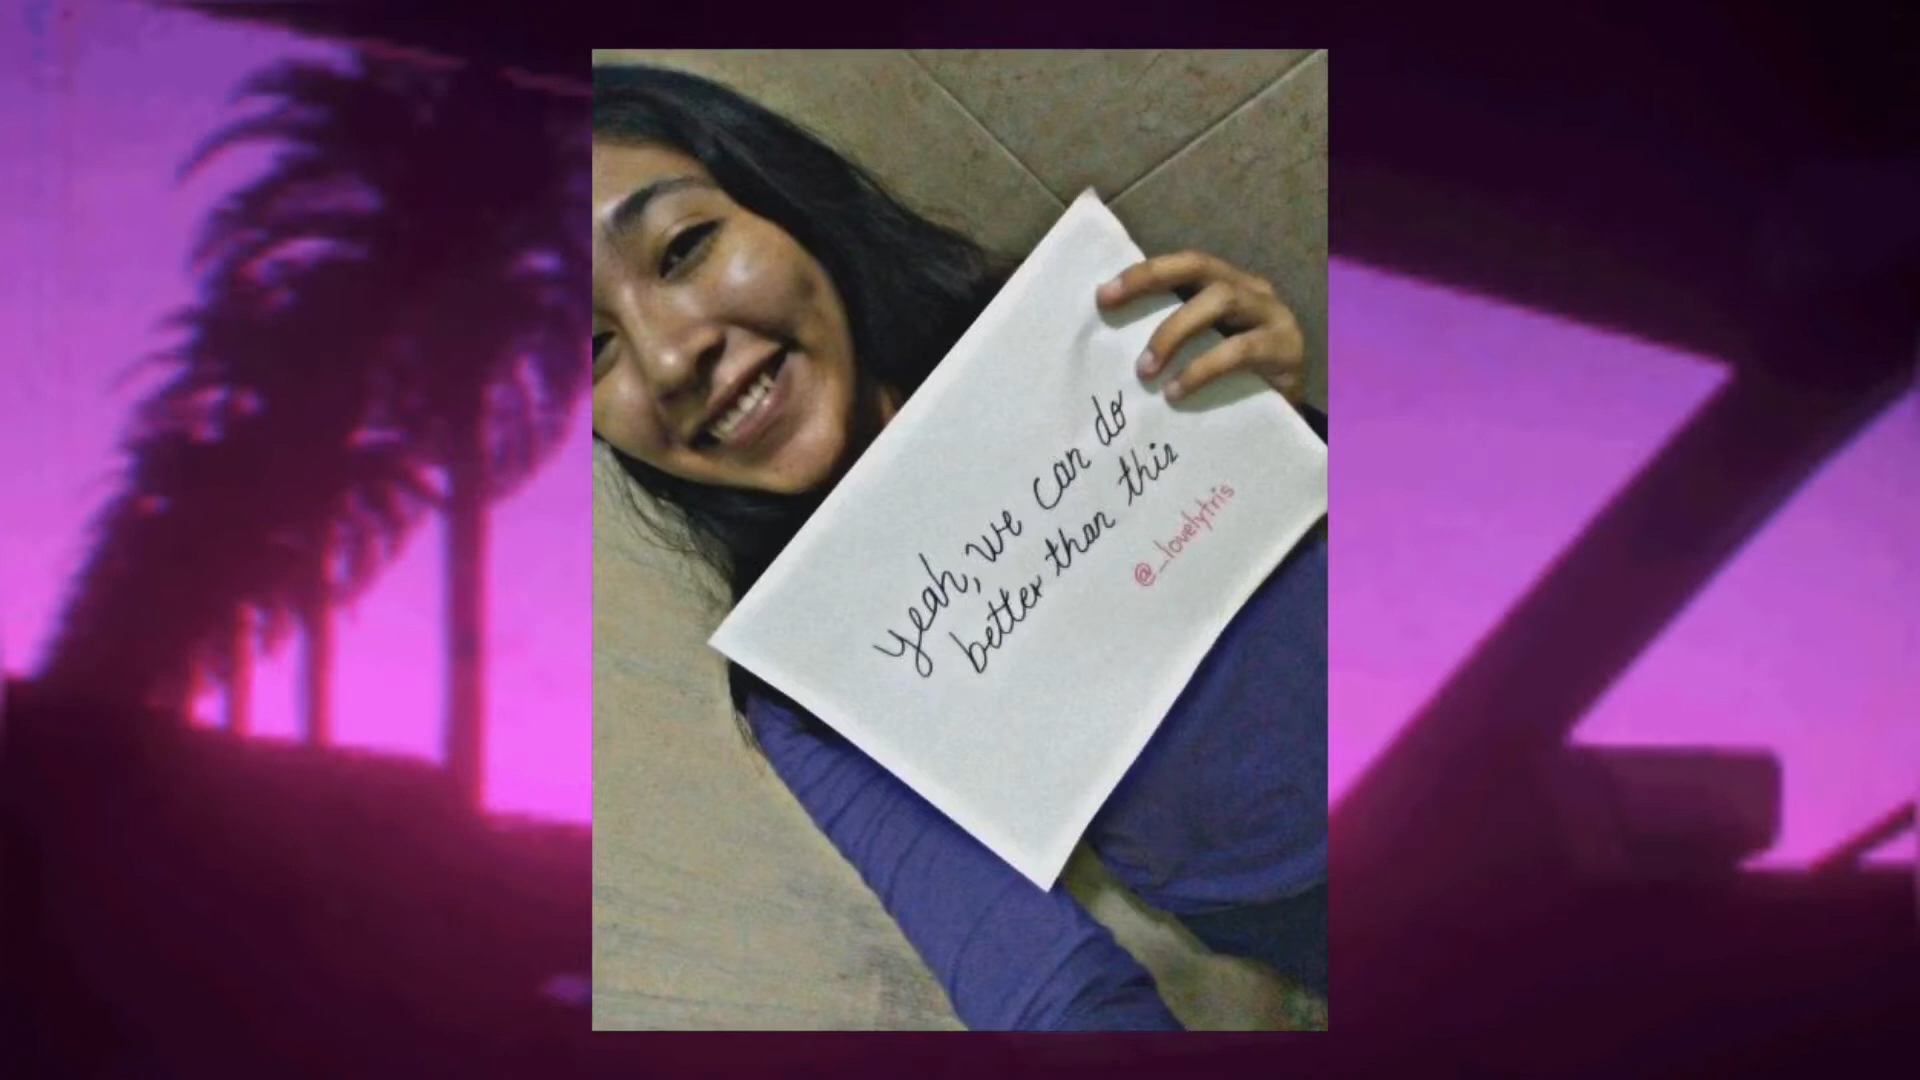 yeah, we can do
better than this
@_lovelytris